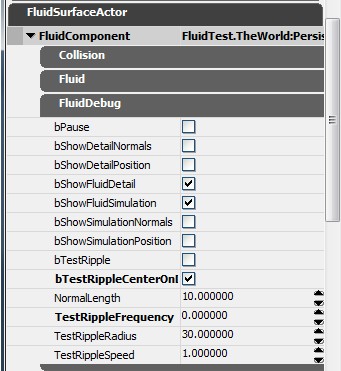 FluidSurfaceActor
FluidComponent FluidTest.TheWorld:Persis
Collision
Fluid
FluidDebug
bPause
bShowDetailNormals
bShowDetailPosition
bShowFluidDetail
bShowFluidSimulation
bShowSimulationNormals
bShowSimulationPosition
bTestRipple
bTestRippleCenterOn
NormalLength 10.000000
TestRippleFrequency 0.000000
TestRippleRadius 30.000000
TestRippleSpeed 1.000000